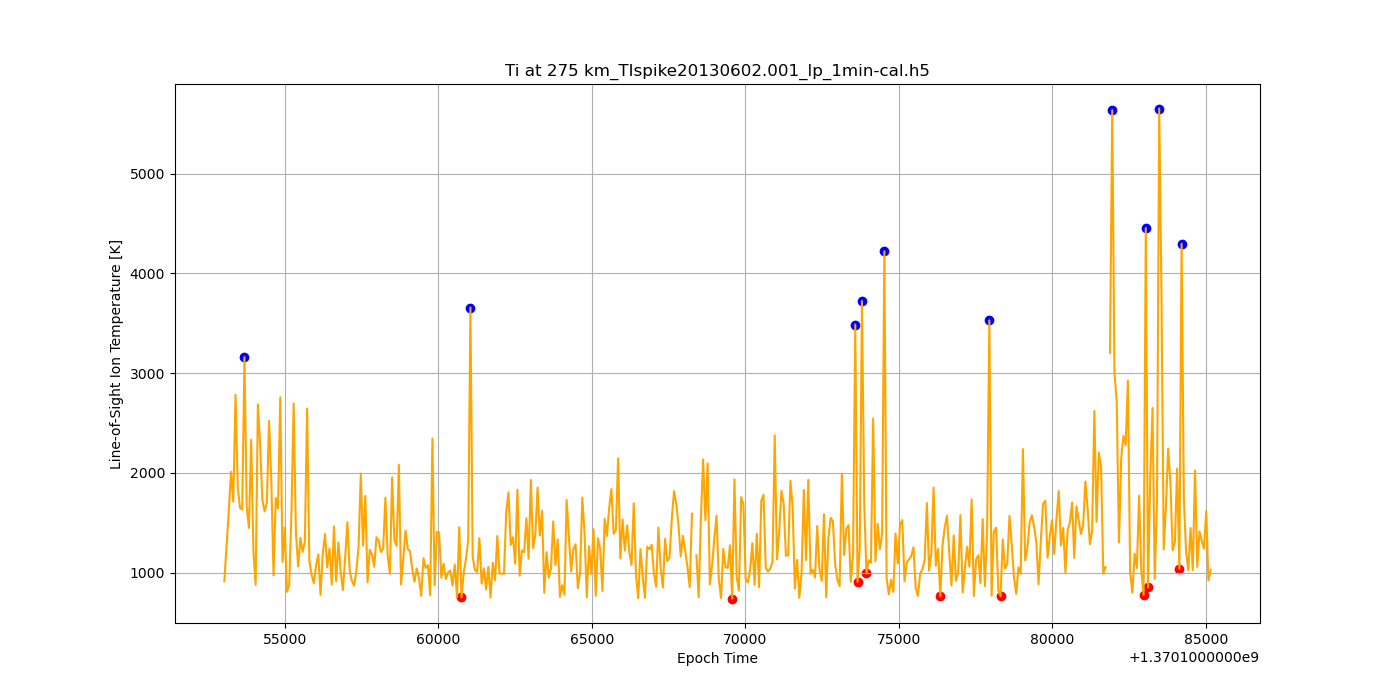 Ti at 275 km_TIspike20130602.001_lp_1min-cal.h5
Line-of-Sight Ion Temperature [K]
5000
4000
3000
2000
1000
55000 60000 65000 70000 75000 80000 85000
Epoch Time
+1.3701000000e9